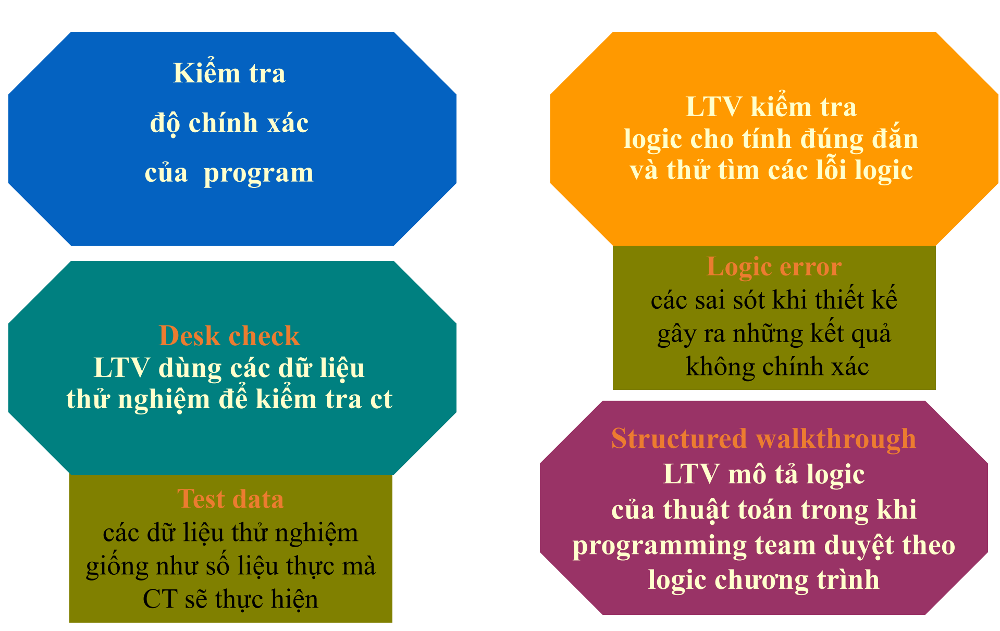 Kiểm tra
độ chính xác
của  program
LTV kiểm tra
logic cho tính đúng đắn
và thử tìm các lỗi logic
Logic error
các sai sót khi thiết kế
gây ra những kết quả
không chính xác
Desk check
LTV dùng các dữ liệu
thử nghiệm để kiểm tra ct
Test data
các dữ liệu thử nghiệm
giống như số liệu thực mà
CT sẽ thực hiện
Structured walkthrough
LTV mô tả logic
của thuật toán trong khi
programming team duyệt theo
logic chương trình